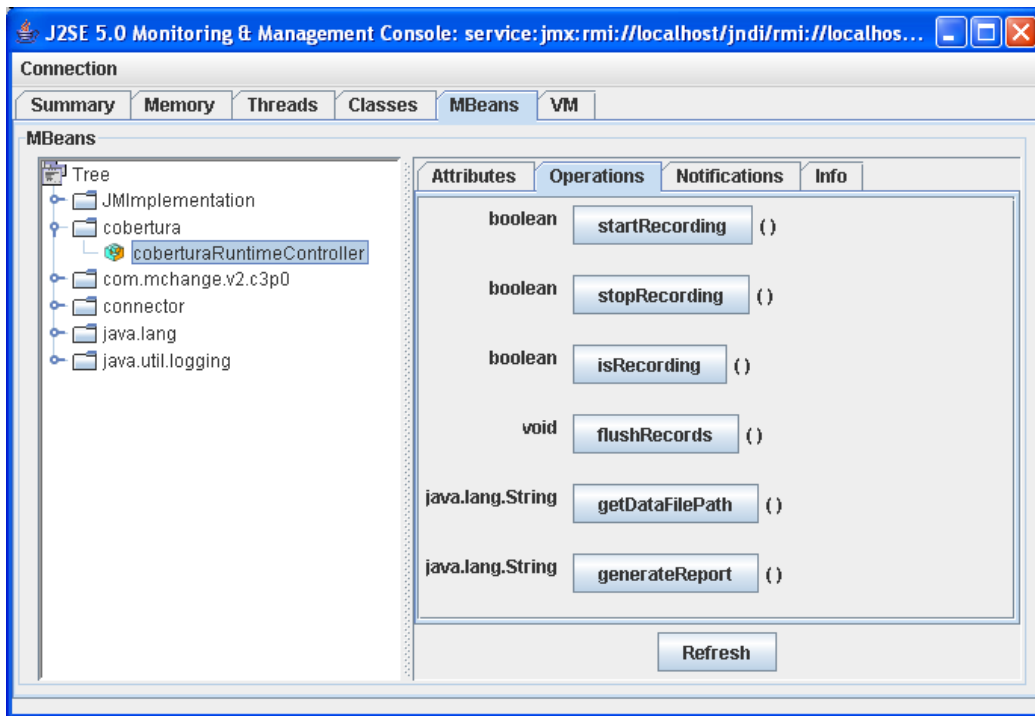 J2SE 5.0 Monitoring & Management Console: service:jmx:rmi://localhost/jndi/rmi://localhos...
Connection
Summary Memory Threads Classes MBeans VM
MBeans
Tree
JMImplementation
cobertura
coberturaRuntimeController
com.mchange.v2.c3p0
connector
java.lang
java.util.logging
Attributes Operations Notifications Info
boolean startRecording ()
boolean stopRecording ()
boolean isRecording ()
void flushRecords ()
java.lang.String getDataFilePath ()
java.lang.String generateReport ()
Refresh